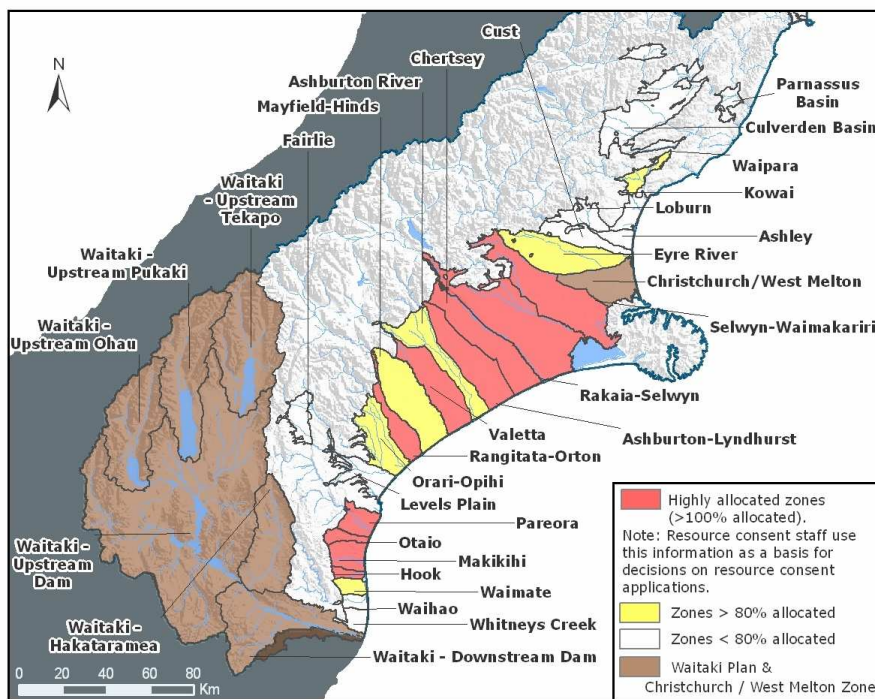 N
Cust
Chertsey
Ashburton River
Mayfield-Hinds
Fairlie
Waitaki
- Upstream
Tekapo
Waitaki -
Upstream Pukaki
Waitaki -
Upstream Ohau
Parnassus
Basin
Culverden Basin
Waipara
Kowai
Loburn
Ashley
Eyre River
Christchurch/West Melton
Selwyn-Waimakariri
Rakaia-Selwyn
Ashburton-Lyndhurst
Valetta
Rangitata-Orton
Orari-Opihi
Levels Plain
Pareora
Otaio
Makikihi
Hook
Waimate
Waihao
Whitneys Creek
Waitaki - Downstream Dam
Waitaki -
Upstream
Dam
Waitaki -
Hakataramea
0 20 40 60 80
Km
Highly allocated zones
(>100% allocated).
Note: Resource consent staff use
this information as a basis for
decisions on resource consent
applications.
Zones > 80% allocated
Zones < 80% allocated
Waitaki Plan &
Christchurch / West Melton Zone